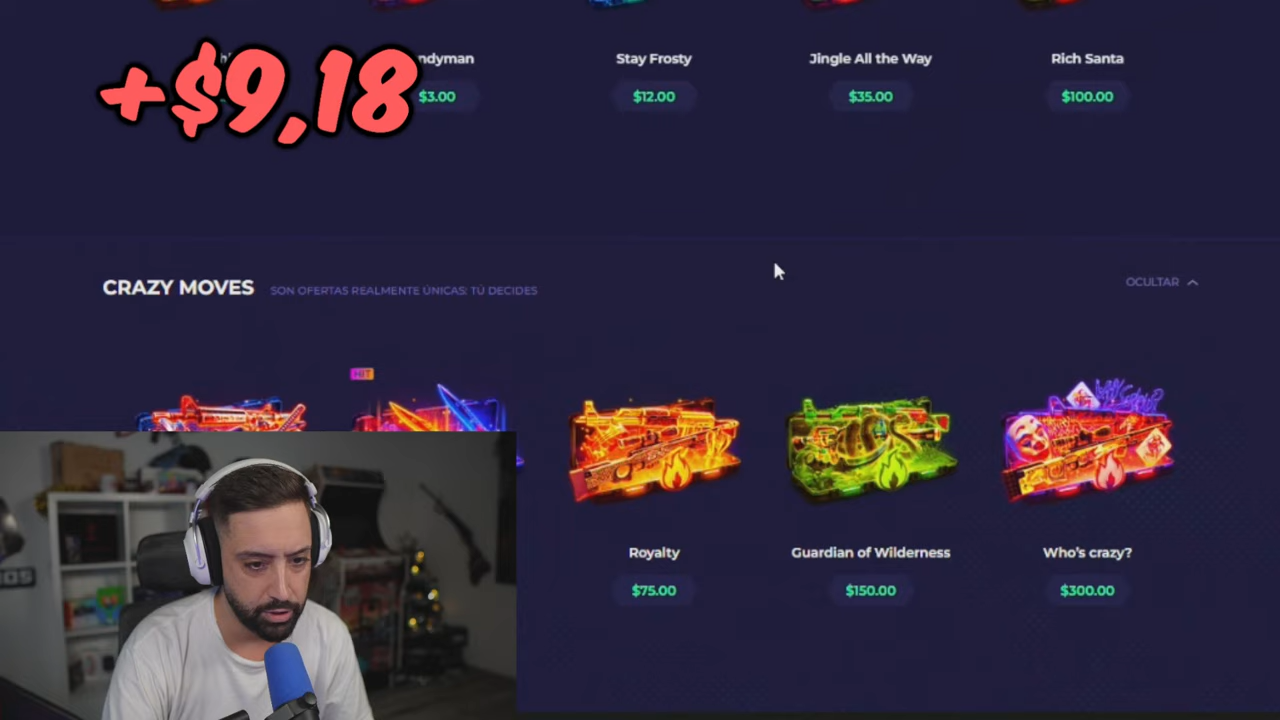 +$9,18
ndyman
Stay Frosty
Jingle All the Way
Rich Santa
$3.00
$12.00
$35.00
$100.00
CRAZY MOVES
SON OFERTAS REALMENTE ÚNICAS: TÚ DECIDES
OCULTAR
HIT
Royalty
Guardian of Wilderness
Who's crazy?
$75.00
$150.00
$300.00